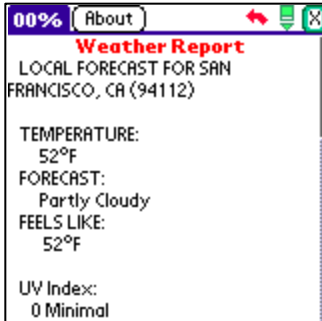 00% About
Weather Report
LOCAL FORECAST FOR SAN
FRANCISCO, CA (94112)
TEMPERATURE:
52°F
FORECAST:
Partly Cloudy
FEELS LIKE:
52°F
UV Index:
0 Minimal